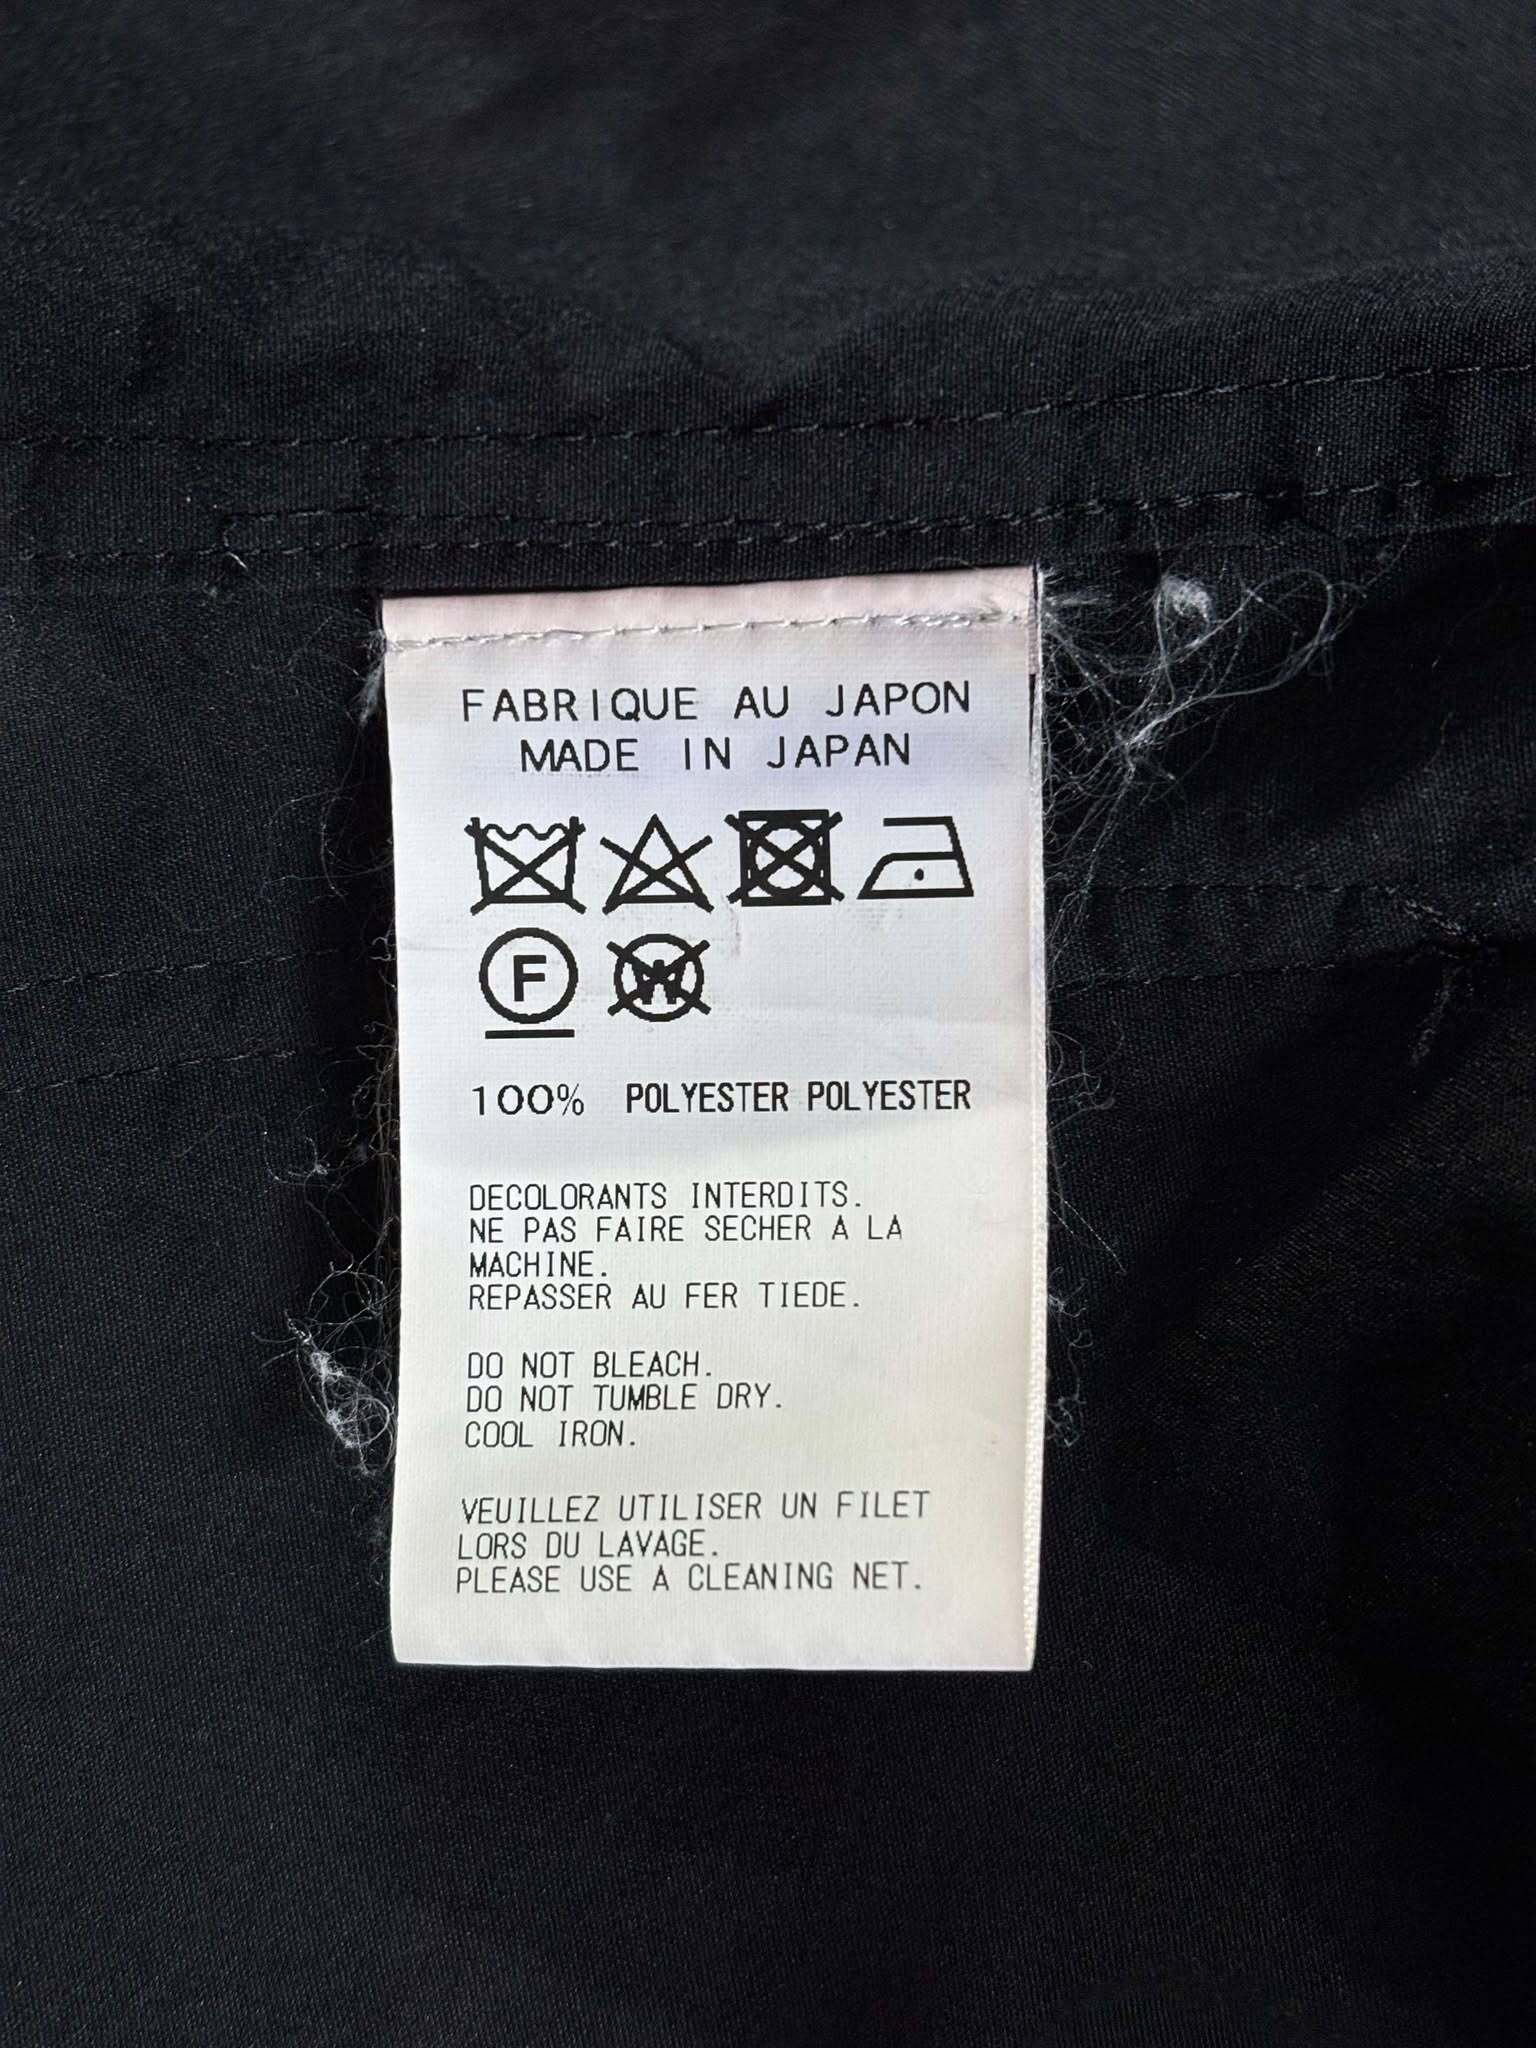 FABRIQUE AU JAPON
MADE IN JAPAN
F
W
100% POLYESTER POLYESTER
DECOLORANTS INTERDITS.
NE PAS FAIRE SECHER A LA
MACHINE.
REPASSER AU FER TIEDE.
DO NOT BLEACH.
DO NOT TUMBLE DRY.
COOL IRON.
VEUILLEZ UTILISER UN FILET
LORS DU LAVAGE.
PLEASE USE A CLEANING NET.